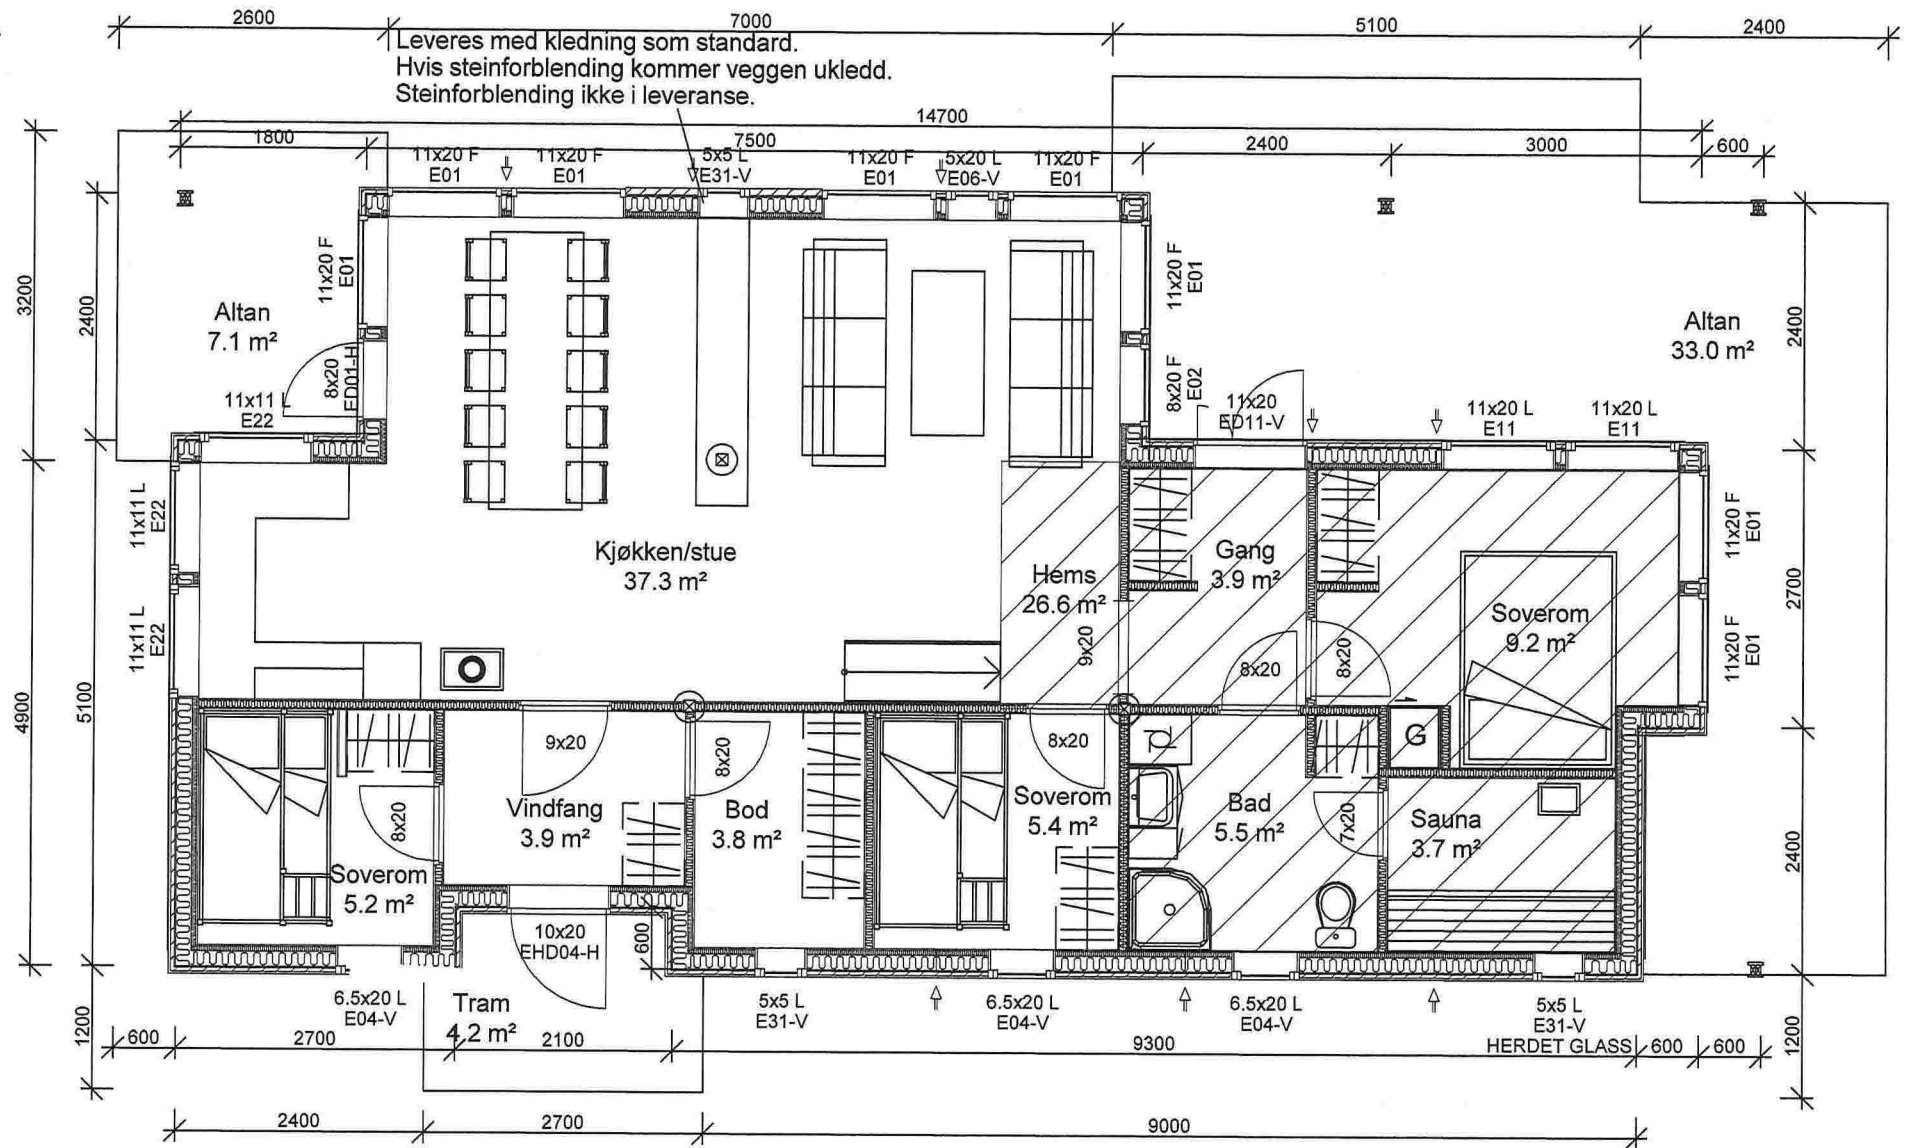 2600
7000
5100
2400
Leveres med kledning som standard.
Hvis steinforblending kommer veggen ukledd.
Steinforblending ikke i leveranse.
14700
1800
7500
2400
3000
600
11x20 F
E01
11x20 F
E01
5x5 L
E31-V
11x20 F
E01
5x20 L
E06-V
11x20 F
E01
3200
2400
Altan
7.1 m²
11x20 F
E01
8x20
ED01-H
11x11 L
E22
11x20 F
E01
8x20 F
E02
11x20
ED11-V
11x20 L
E11
11x20 L
E11
Altan
33.0 m²
2400
11x11 L
E22
11x11 L
E22
Kjøkken/stue
37.3 m²
Hems
26.6 m²
9x20
Gang
3.9 m²
8x20
8x20
Soverom
9.2 m²
11x20 F
E01
11x20 F
E01
2700
4900
5100
G
9x20
8x20
8x20
8x20
Soverom
5.2 m²
Vindfang
3.9 m²
Bod
3.8 m²
Soverom
5.4 m²
Bad
5.5 m²
7x20
Sauna
3.7 m²
2400
10x20
EHD04-H
600
6.5x20 L
E04-V
Tram
4.2 m²
5x5 L
E31-V
6.5x20 L
E04-V
6.5x20 L
E04-V
5x5 L
E31-V
HERDET GLASS
1200
1200
600
2700
2100
9300
600
600
2400
2700
9000